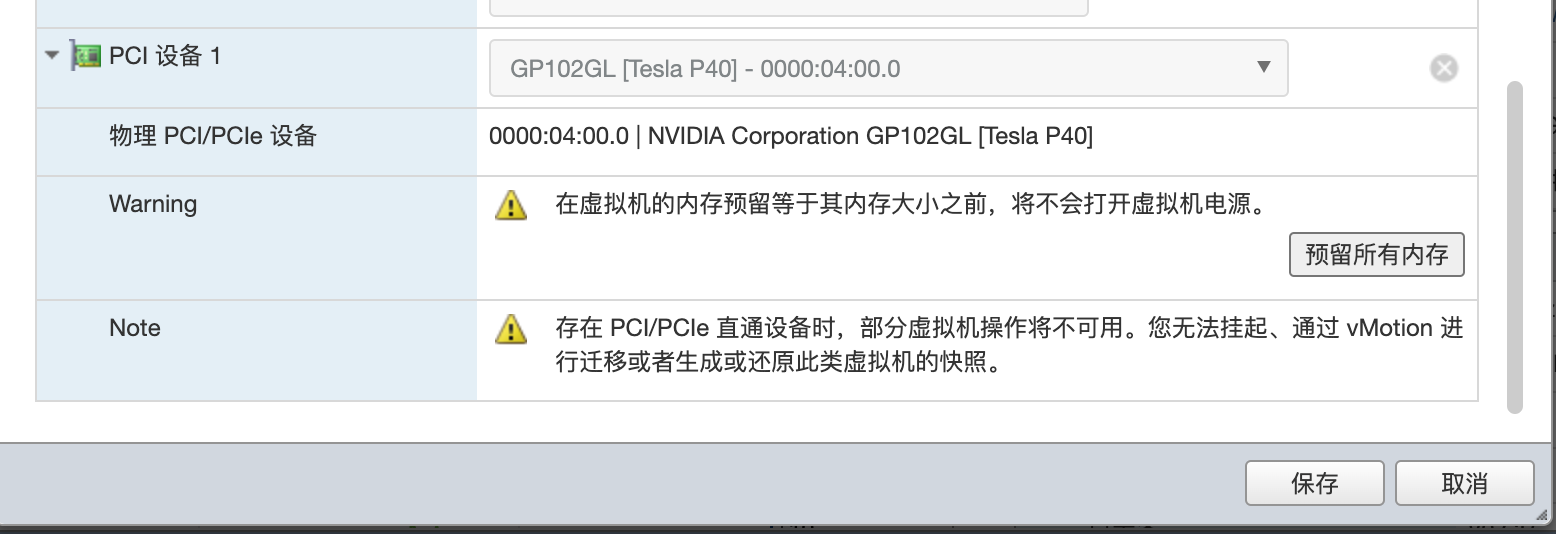 PCI 设备 1
GP102GL [Tesla P40] - 0000:04:00.0
物理 PCI/PCIe 设备
0000:04:00.0 | NVIDIA Corporation GP102GL [Tesla P40]
Warning
在虚拟机的内存预留等于其内存大小之前，将不会打开虚拟机电源。
预留所有内存
Note
存在 PCI/PCIe 直通设备时，部分虚拟机操作将不可用。您无法挂起、通过 vMotion 进
行迁移或者生成或还原此类虚拟机的快照。
保存
取消